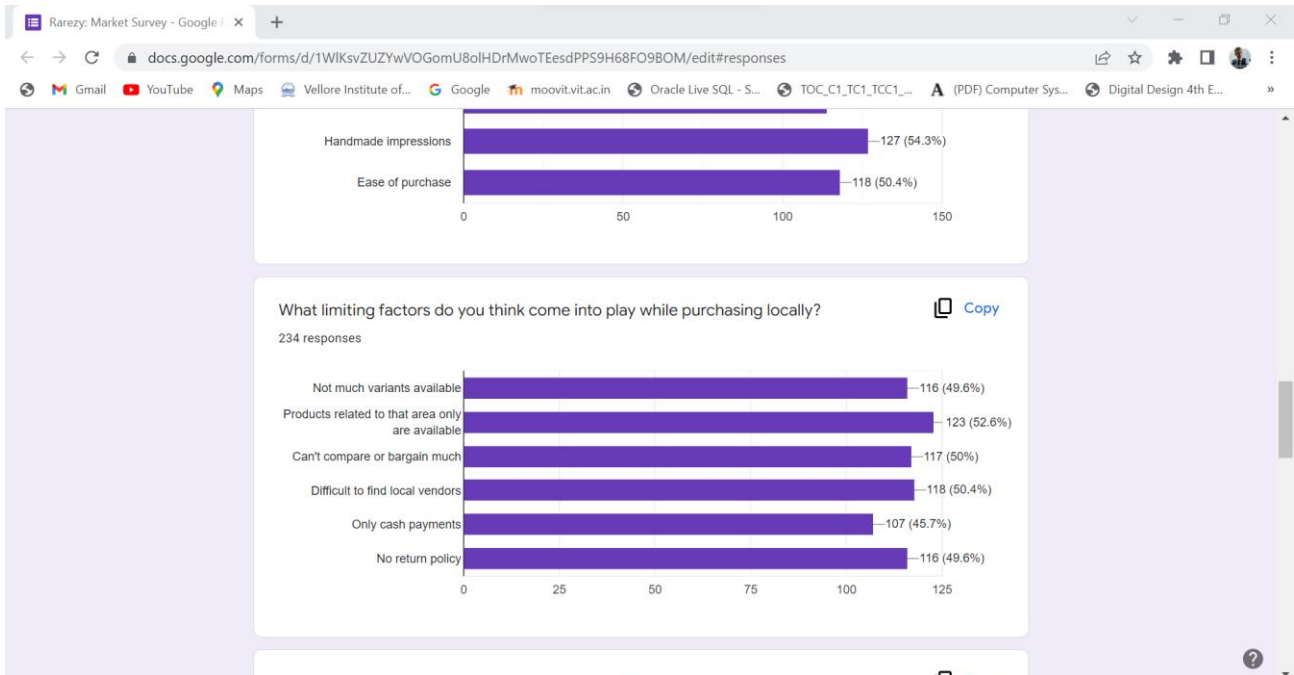 Rarezy: Market Survey - Google
docs.google.com/forms/d/1WlKsvZUZYwVOGomU8olHDrMwoTEesdPPS9H68FO9BOM/edit#responses
Gmail YouTube Maps Vellore Institute of... Google moovit.vit.ac.in Oracle Live SQL - S... TOC_C1_TC1_TCC1_... (PDF) Computer Sys... Digital Design 4th E... »
Handmade impressions 127 (54.3%)
Ease of purchase 118 (50.4%)
0 50 100 150
What limiting factors do you think come into play while purchasing locally? Copy
234 responses
Not much variants available 116 (49.6%)
Products related to that area only
are available 123 (52.6%)
Can't compare or bargain much 117 (50%)
Difficult to find local vendors 118 (50.4%)
Only cash payments 107 (45.7%)
No return policy 116 (49.6%)
0 25 50 75 100 125